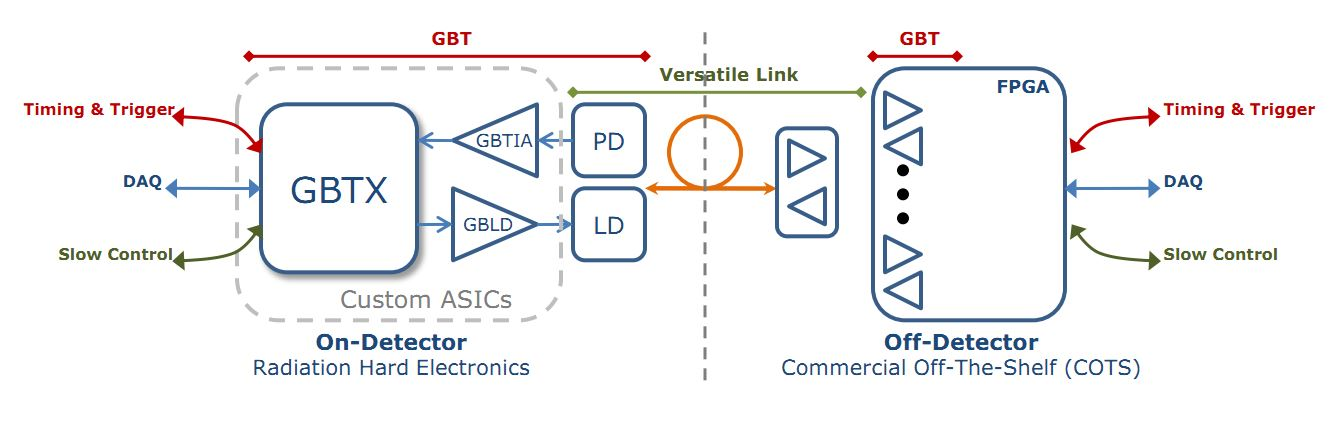 GBT
GBT
Versatile Link
FPGA
Timing & Trigger
Timing & Trigger
GBTIA
PD
DAQ
GBTX
DAQ
GBLD
LD
Slow Control
Slow Control
Custom ASICs
On-Detector
Radiation Hard Electronics
Off-Detector
Commercial Off-The-Shelf (COTS)